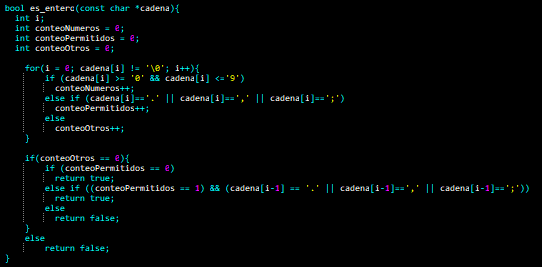 bool es_entero(const char *cadena){
int i;
int conteoNumeros = 0;
int conteoPermitidos = 0;
int conteoOtros = 0;
for(i = 0; cadena[i] != '\0'; i++){
if (cadena[i] >= '0' && cadena[i] <='9')
conteoNumeros++;
else if (cadena[i]=='.' || cadena[i]==',' || cadena[i]==';')
conteoPermitidos++;
else
conteoOtros++;
}
if(conteoOtros == 0){
if (conteoPermitidos == 0)
return true;
else if ((conteoPermitidos == 1) && (cadena[i-1] == '.' || cadena[i-1]==',' || cadena[i-1]==';'))
return true;
else
return false;
}
else
return false;
}